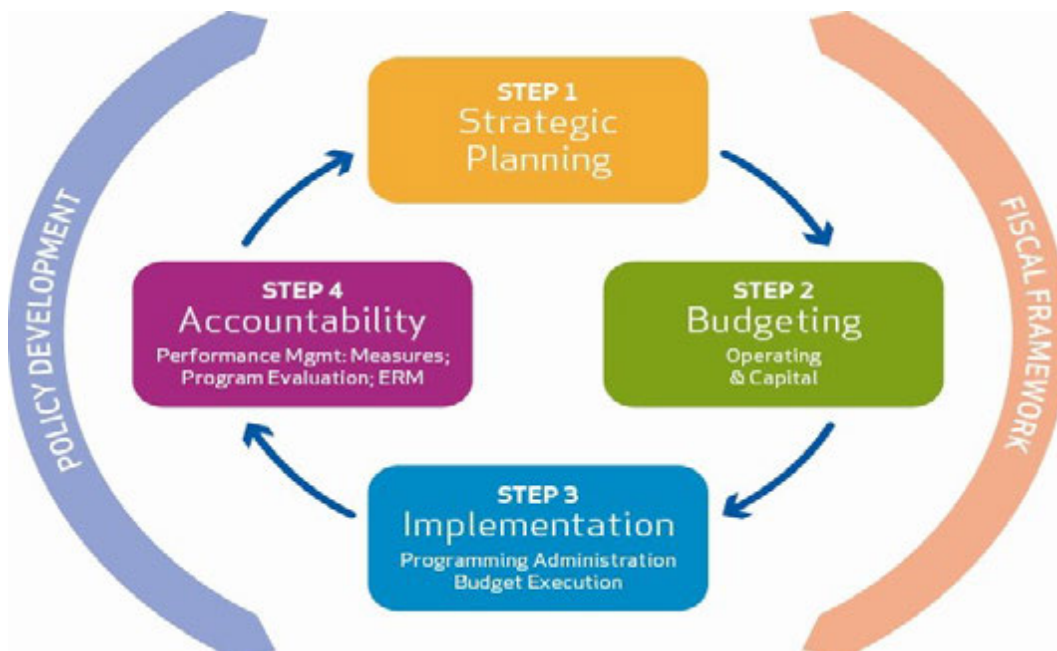 POLICY DEVELOPMENT
STEP 1
Strategic
Planning
FISCAL FRAMEWORK
STEP 4
Accountability
Performance Mgmt: Measures;
Program Evaluation; ERM
STEP 2
Budgeting
Operating
& Capital
STEP 3
Implementation
Programming Administration
Budget Execution